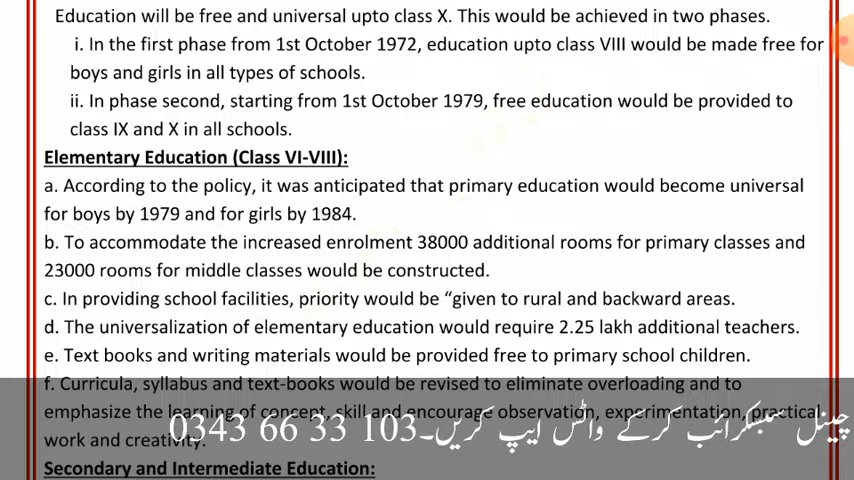 Education will be free and universal upto class X. This would be achieved in two phases.
i. In the first phase from 1st October 1972, education upto class VIII would be made free for
boys and girls in all types of schools.
ii. In phase second, starting from 1st October 1979, free education would be provided to
class IX and X in all schools.
Elementary Education (Class VI-VIII):
a. According to the policy, it was anticipated that primary education would become universal
for boys by 1979 and for girls by 1984.
b. To accommodate the increased enrolment 38000 additional rooms for primary classes and
23000 rooms for middle classes would be constructed.
c. In providing school facilities, priority would be “given to rural and backward areas.
d. The universalization of elementary education would require 2.25 lakh additional teachers.
e. Text books and writing materials would be provided free to primary school children.
f. Curricula, syllabus and text-books would be revised to eliminate overloading and to
emphasize the learning of concept, skill and encourage observation, experimentation, practical
work and creativity.
چینل سبسکرائب کرکے واٹس ایپ کریں۔0343 66 33 103
Secondary and Intermediate Education: